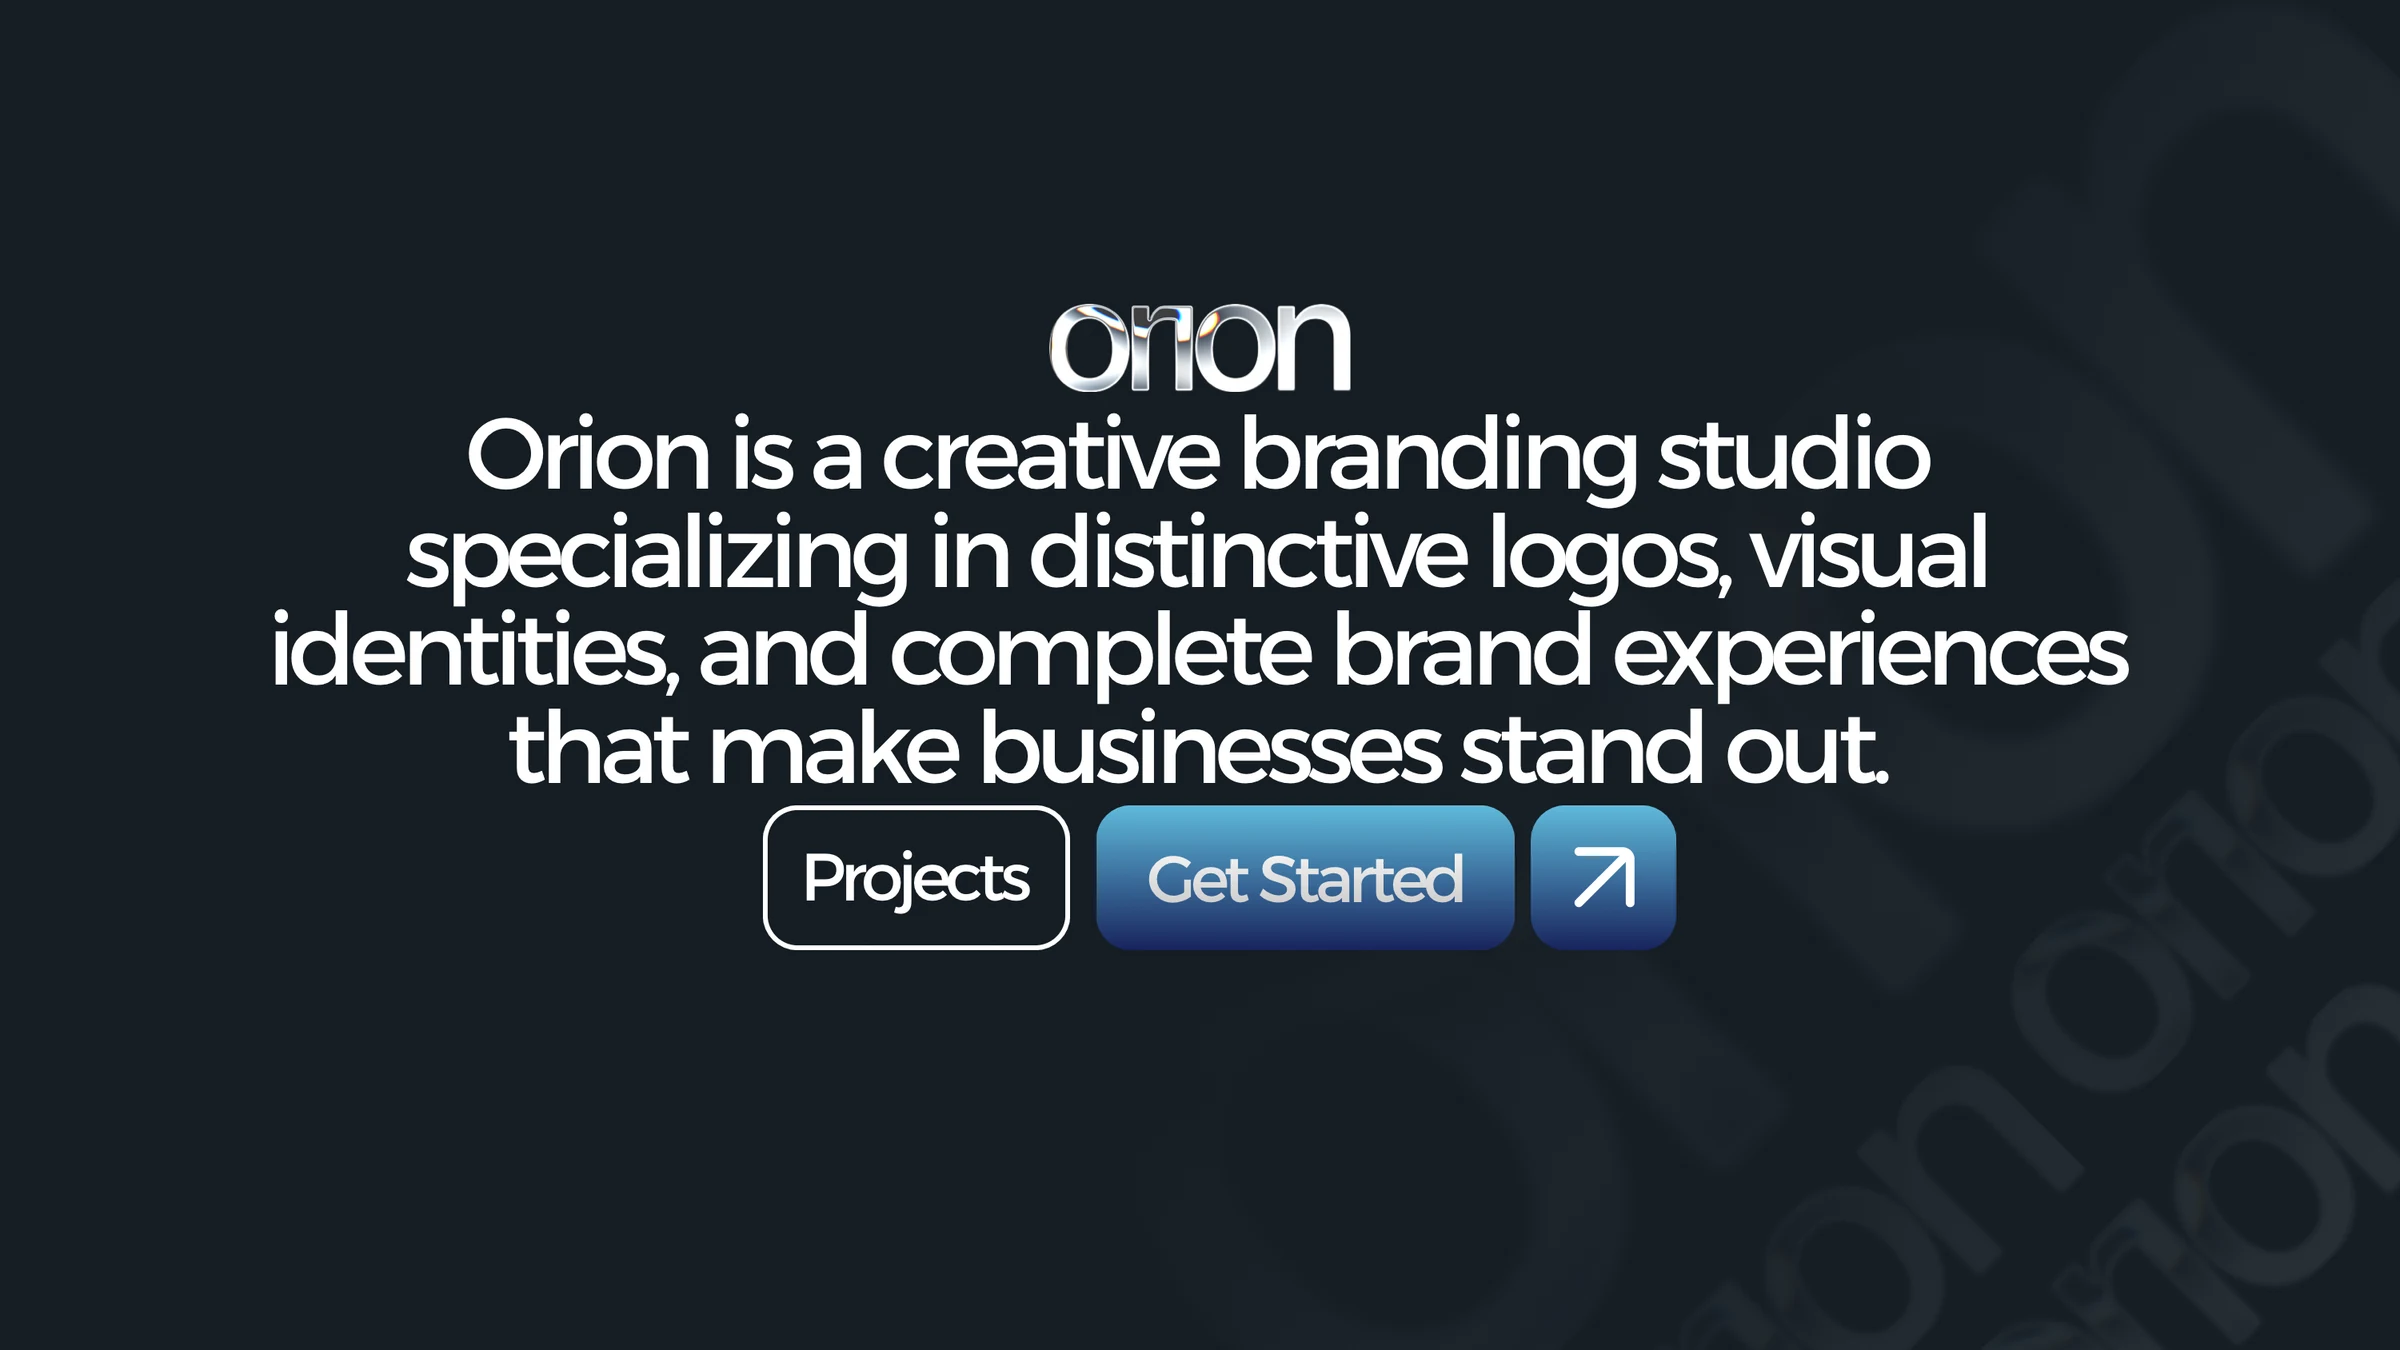 orion
Orion is a creative branding studio
specializing in distinctive logos, visual
identities, and complete brand experiences
that make businesses stand out.
Projects
Get Started